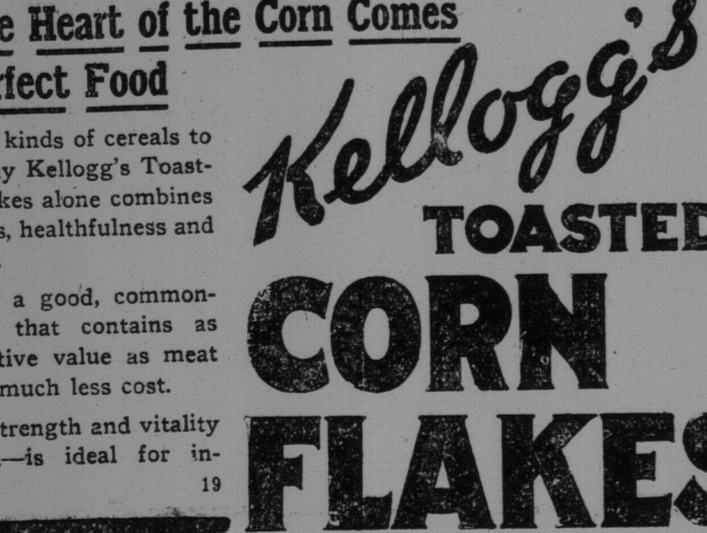 e Heart of the Corn Comes
fect Food
kinds of cereals to
y Kellogg's Toast-
kes alone combines
s, healthfulness and
a good, common-
that contains as
tive value as meat
much less cost.
trength and vitality
—is ideal for in-
19
Kellogg's
TOASTED
CORN
FLAKES